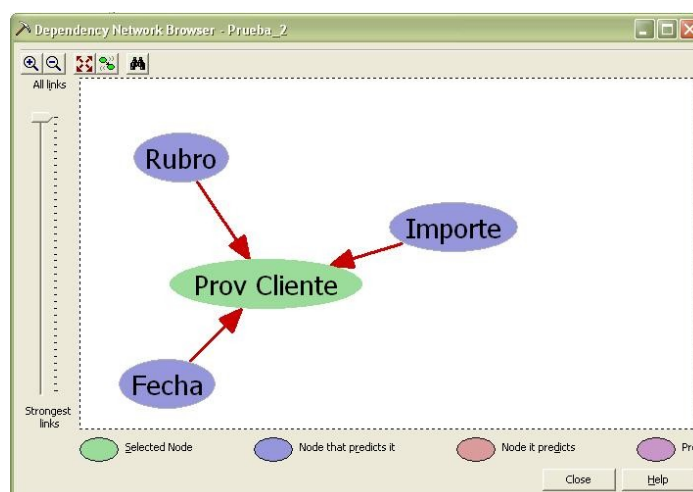 Dependency Network Browser - Prueba_2
All links
Rubro
Importe
Prov Cliente
Fecha
Strongest
links
Selected Node
Node that predicts it
Node it predicts
Close
Help